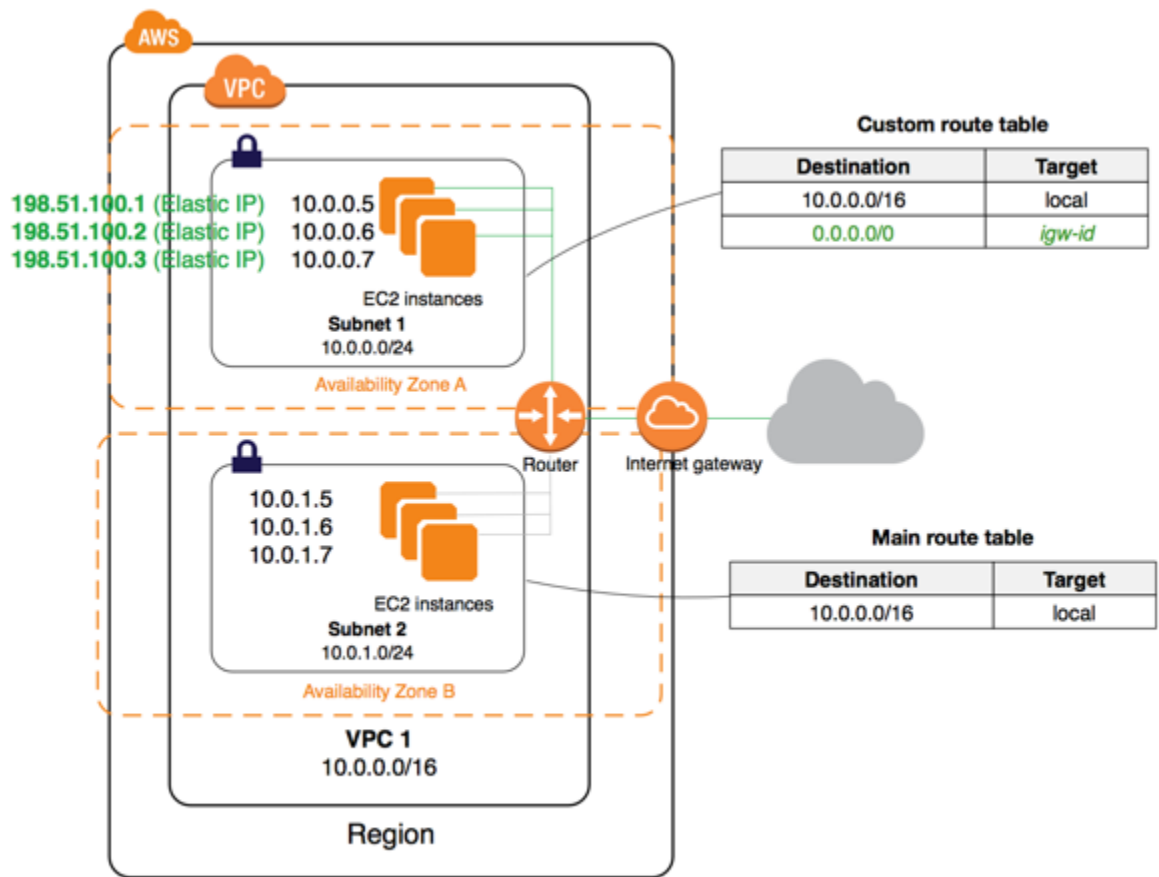 AWS
VPC
Custom route table
Destination Target
10.0.0.0/16 local
0.0.0.0/0 igw-id
198.51.100.1 (Elastic IP) 10.0.0.5
198.51.100.2 (Elastic IP) 10.0.0.6
198.51.100.3 (Elastic IP) 10.0.0.7
EC2 instances
Subnet 1
10.0.0.0/24
Availability Zone A
Router
Internet gateway
10.0.1.5
10.0.1.6
10.0.1.7
EC2 instances
Subnet 2
10.0.1.0/24
Availability Zone B
Main route table
Destination Target
10.0.0.0/16 local
VPC 1
10.0.0.0/16
Region